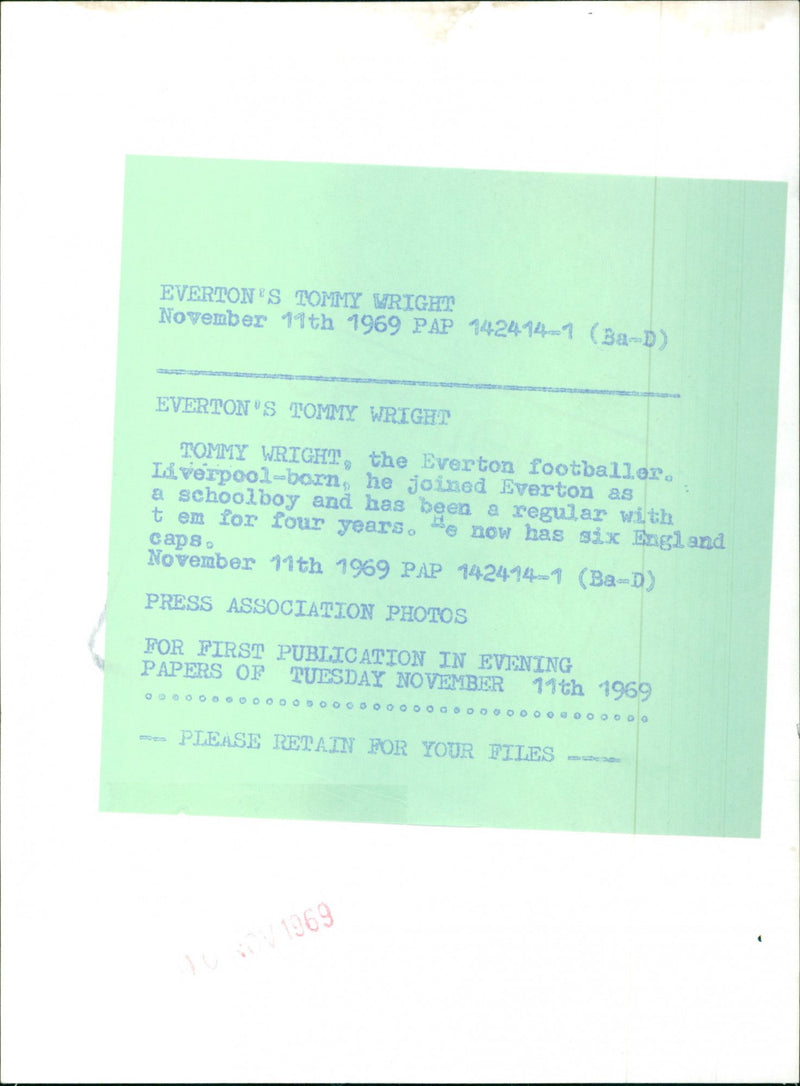 EVERTON'S TOMMY WRIGHT
November 11th 1969 PAP 142414-1 (Ba-D)
EVERTON'S TOMMY WRIGHT
TOMMY WRIGHT, the Everton footballer.
Liverpool-born, he joined Everton as
a schoolboy and has been a regular with
t em for four years. He now has six England
caps.
November 11th 1969 PAP 142414-1 (Ba-D)
PRESS ASSOCIATION PHOTOS
FOR FIRST PUBLICATION IN EVENING
PAPERS OF TUESDAY NOVEMBER 11th 1969
..........................................
-- PLEASE RETAIN FOR YOUR FILES ----
NOV 1969